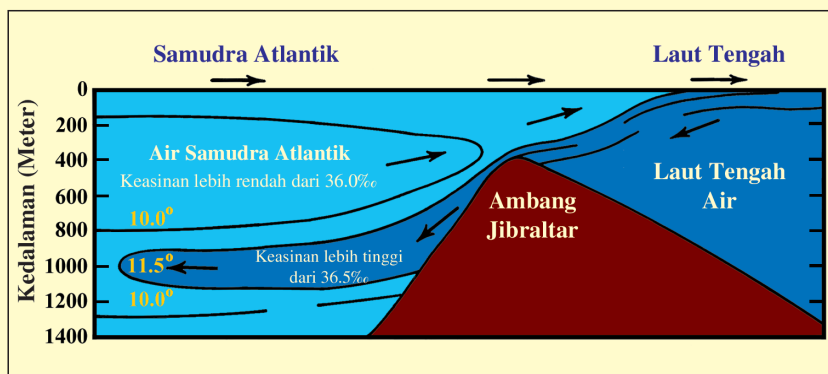 Samudra Atlantik
Laut Tengah
Kedalaman (Meter)
0
200
400
600
800
1000
1200
1400
Air Samudra Atlantik
Keasinan lebih rendah dari 36.0‰
10.0°
11.5°
10.0°
Keasinan lebih tinggi
dari 36.5‰
Ambang
Jibraltar
Laut Tengah
Air